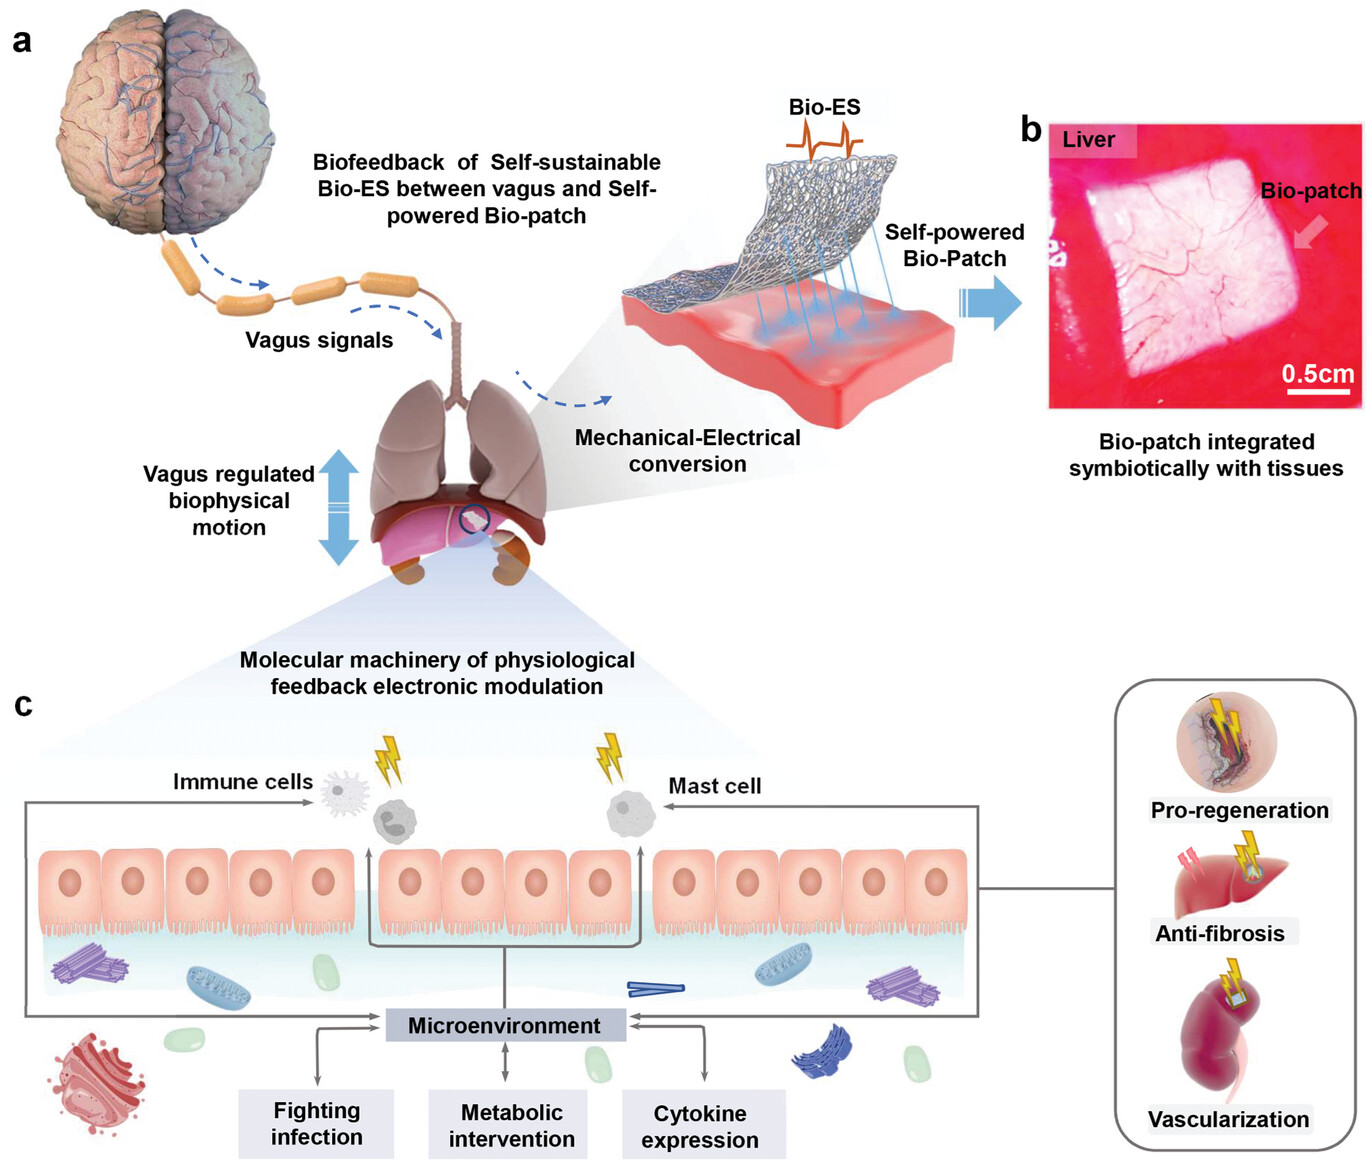 a
Biofeedback of Self-sustainable
Bio-ES between vagus and Self-
powered Bio-patch
Vagus signals
Vagus regulated
biophysical
motion
Bio-ES
Mechanical-Electrical
conversion
Self-powered
Bio-Patch
b
Liver
Bio-patch
0.5cm
Bio-patch integrated
symbiotically with tissues
Molecular machinery of physiological
feedback electronic modulation
c
Immune cells
Mast cell
Microenvironment
Fighting
infection
Metabolic
intervention
Cytokine
expression
Pro-regeneration
Anti-fibrosis
Vascularization